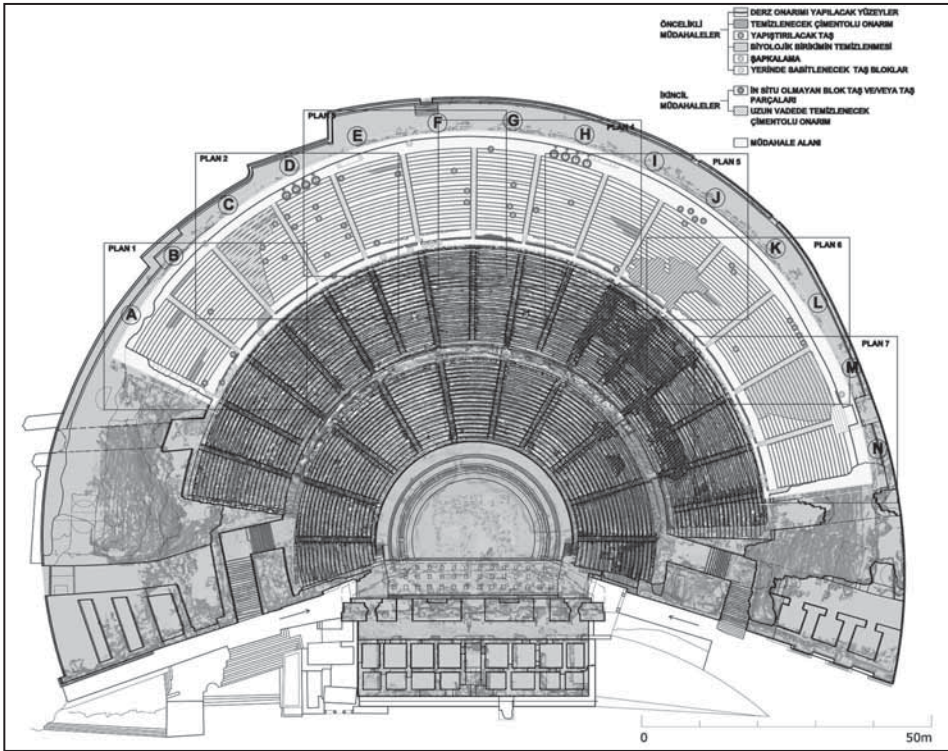 ÖNCELİKLİ
MÜDAHALELER
DERZ ONARIMI YAPILACAK YÜZEYLER
TEMİZLENECEK ÇİMENTOLU ONARIM
YAPIŞTIRILACAK TAŞ
BİYOLOJİK BİRİKİMİN TEMİZLENMESİ
ŞAPKALAMA
YERİNDE SABİTLENECEK TAŞ BLOKLAR
İKİNCİL
MÜDAHALELER
İN SİTU OLMAYAN BLOK TAŞ VE/VEYA TAŞ
PARÇALARI
UZUN VADEDE TEMİZLENECEK
ÇİMENTOLU ONARIM
MÜDAHALE ALANI
PLAN 1
PLAN 2
PLAN 3
PLAN 4
PLAN 5
PLAN 6
PLAN 7
A
B
C
D
E
F
G
H
I
J
K
L
M
N
0 50m